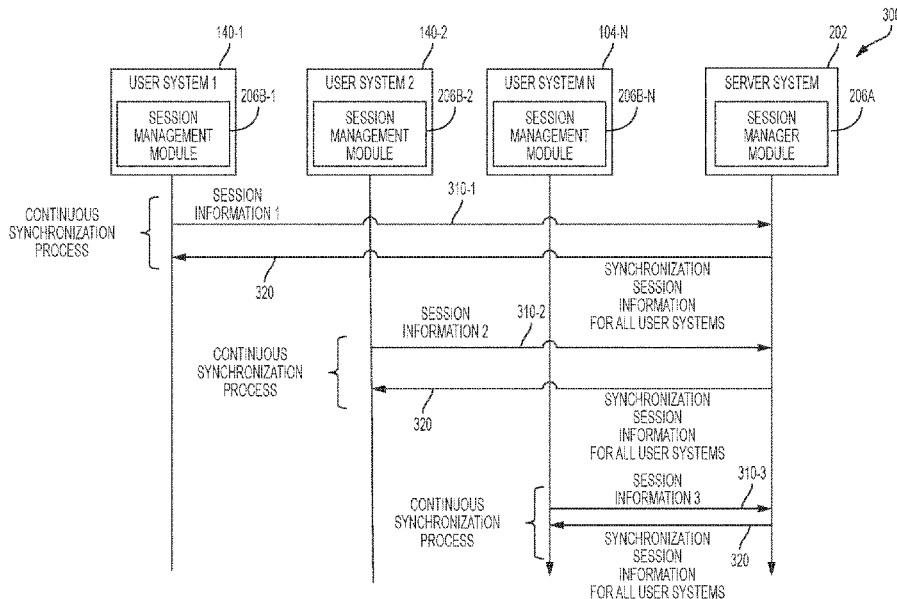 300
140-1
140-2
104-N
202
USER SYSTEM 1
USER SYSTEM 2
USER SYSTEM N
SERVER SYSTEM
SESSION
MANAGEMENT
MODULE
206B-1
SESSION
MANAGEMENT
MODULE
206B-2
SESSION
MANAGEMENT
MODULE
206B-N
SESSION
MANAGER
MODULE
206A
CONTINUOUS
SYNCHRONIZATION
PROCESS
SESSION
INFORMATION 1
310-1
320
SYNCHRONIZATION
SESSION
INFORMATION
FOR ALL USER SYSTEMS
CONTINUOUS
SYNCHRONIZATION
PROCESS
SESSION
INFORMATION 2
310-2
320
SYNCHRONIZATION
SESSION
INFORMATION
FOR ALL USER SYSTEMS
CONTINUOUS
SYNCHRONIZATION
PROCESS
SESSION
INFORMATION 3
310-3
320
SYNCHRONIZATION
SESSION
INFORMATION
FOR ALL USER SYSTEMS